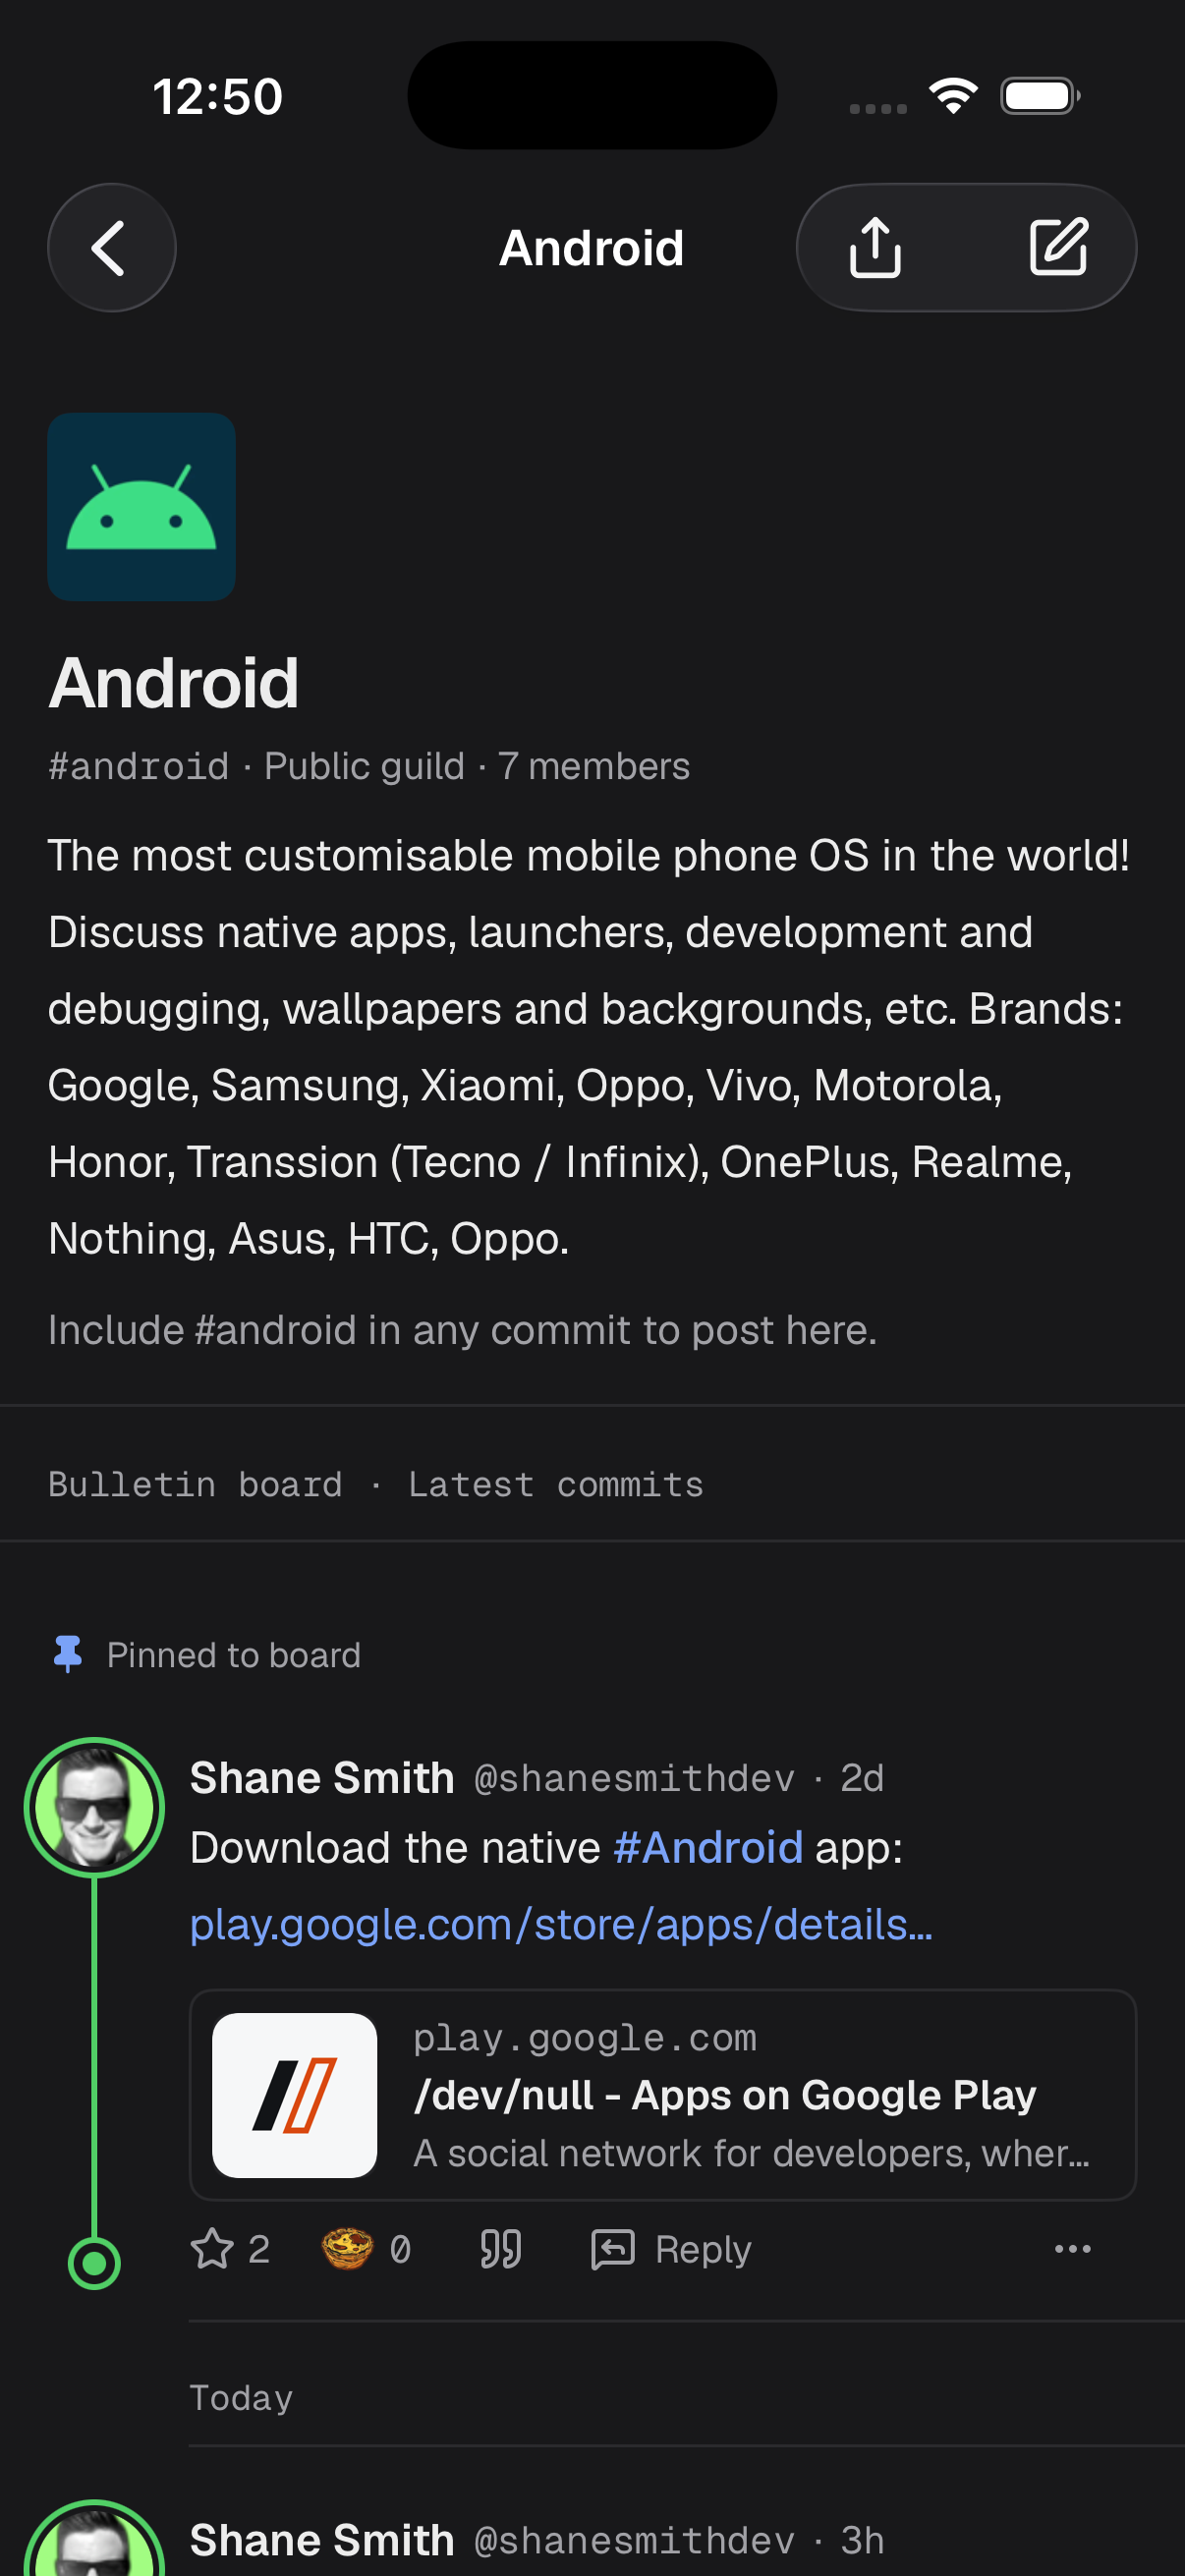 12:50
Android
Android
#android · Public guild · 7 members
The most customisable mobile phone OS in the world!
Discuss native apps, launchers, development and
debugging, wallpapers and backgrounds, etc. Brands:
Google, Samsung, Xiaomi, Oppo, Vivo, Motorola,
Honor, Transsion (Tecno / Infinix), OnePlus, Realme,
Nothing, Asus, HTC, Oppo.
Include #android in any commit to post here.
Bulletin board · Latest commits
Pinned to board
Shane Smith @shanesmithdev · 2d
Download the native #Android app:
play.google.com/store/apps/details...
play.google.com
/dev/null - Apps on Google Play
A social network for developers, wher...
2 0 Reply
Today
Shane Smith @shanesmithdev · 3h